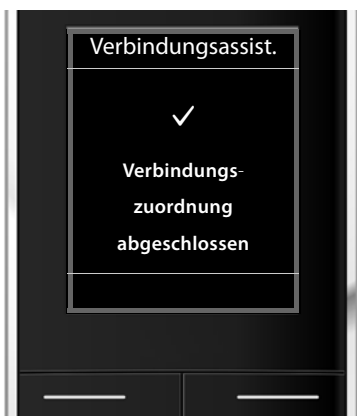 Verbindungsassist.
Verbindungs-
zuordnung
abgeschlossen